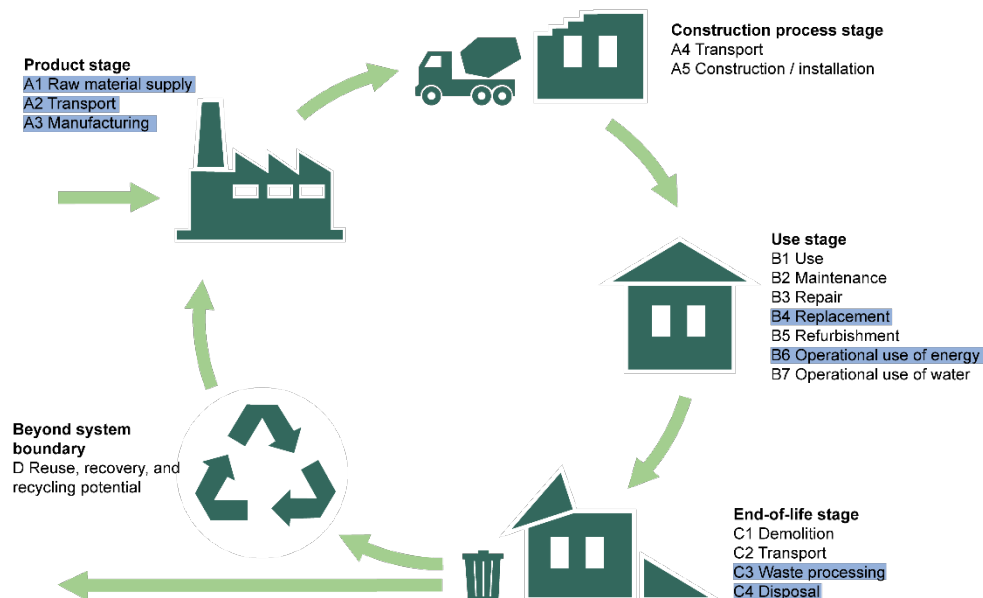 Product stage
A1 Raw material supply
A2 Transport
A3 Manufacturing
Construction process stage
A4 Transport
A5 Construction / installation
Use stage
B1 Use
B2 Maintenance
B3 Repair
B4 Replacement
B5 Refurbishment
B6 Operational use of energy
B7 Operational use of water
Beyond system
boundary
D Reuse, recovery, and
recycling potential
End-of-life stage
C1 Demolition
C2 Transport
C3 Waste processing
C4 Disposal